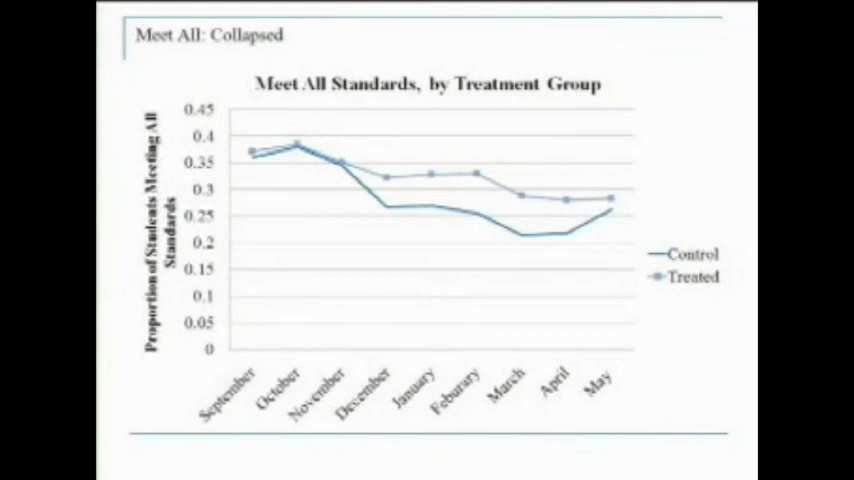 Meet All: Collapsed
Meet All Standards, by Treatment Group
Proportion of Students Meeting All
Standards
0.45
0.4
0.35
0.3
0.25
0.2
0.15
0.1
0.05
0
September
October
November
December
January
Feburary
March
April
May
Control
Treated